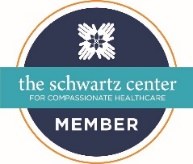 the schwartz center
FOR COMPASSIONATE HEALTHCARE
MEMBER